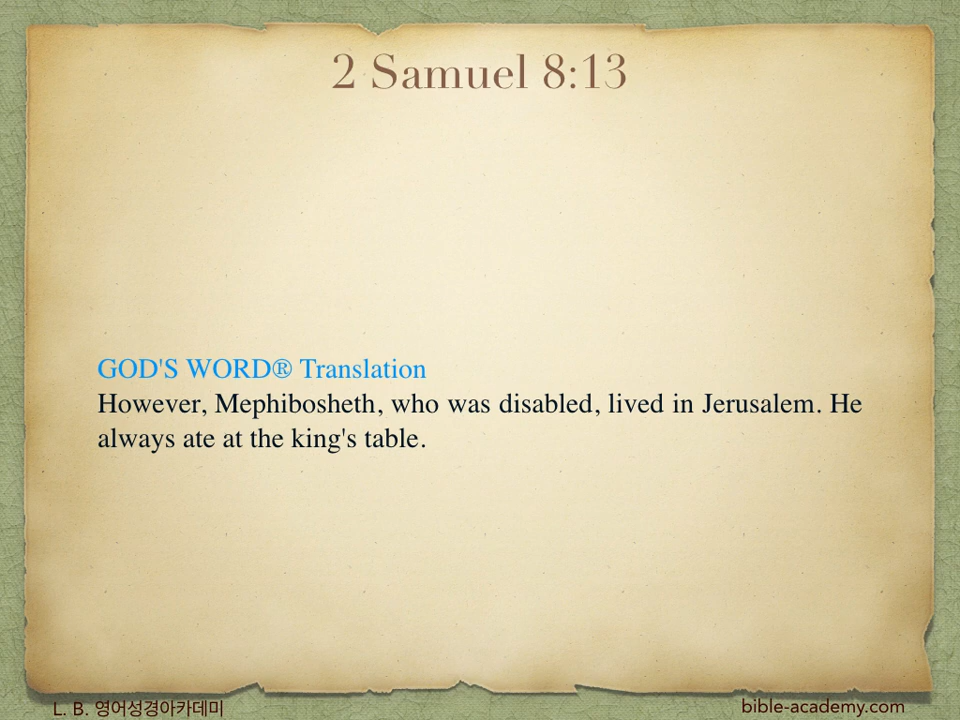 2 Samuel 8:13
GOD'S WORD® Translation
However, Mephibosheth, who was disabled, lived in Jerusalem. He
always ate at the king's table.
L. B. 영어성경아카데미
bible-academy.com